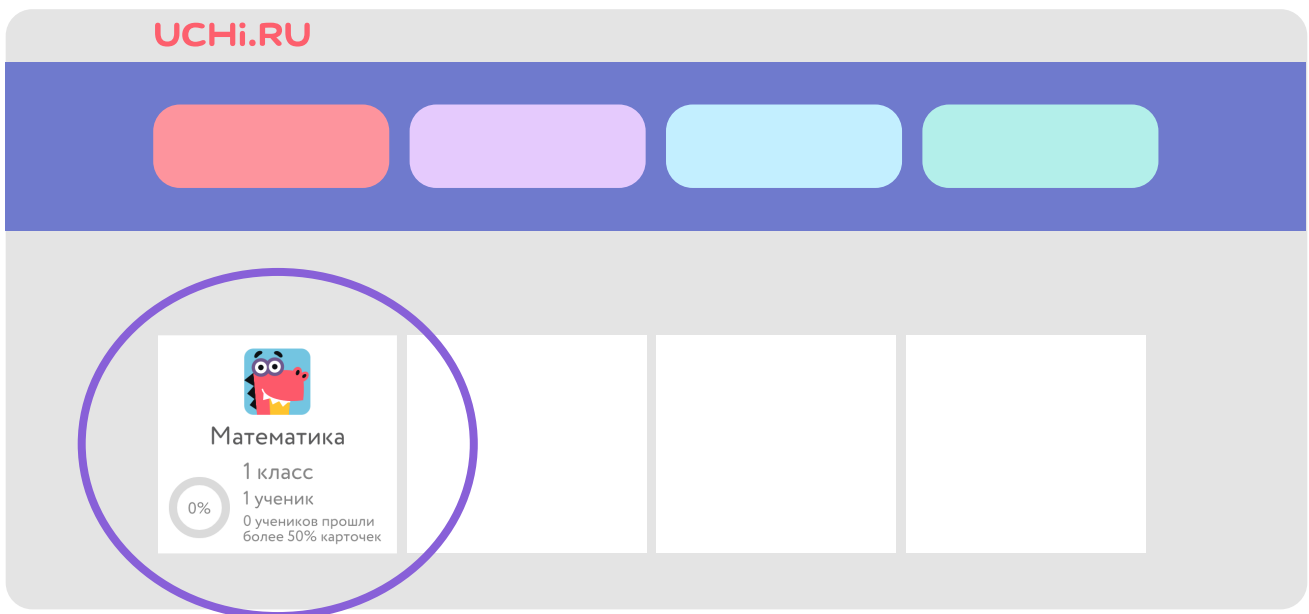 UCHi.RU
Математика
1 класс
1 ученик
0%
0 учеников прошли
более 50% карточек